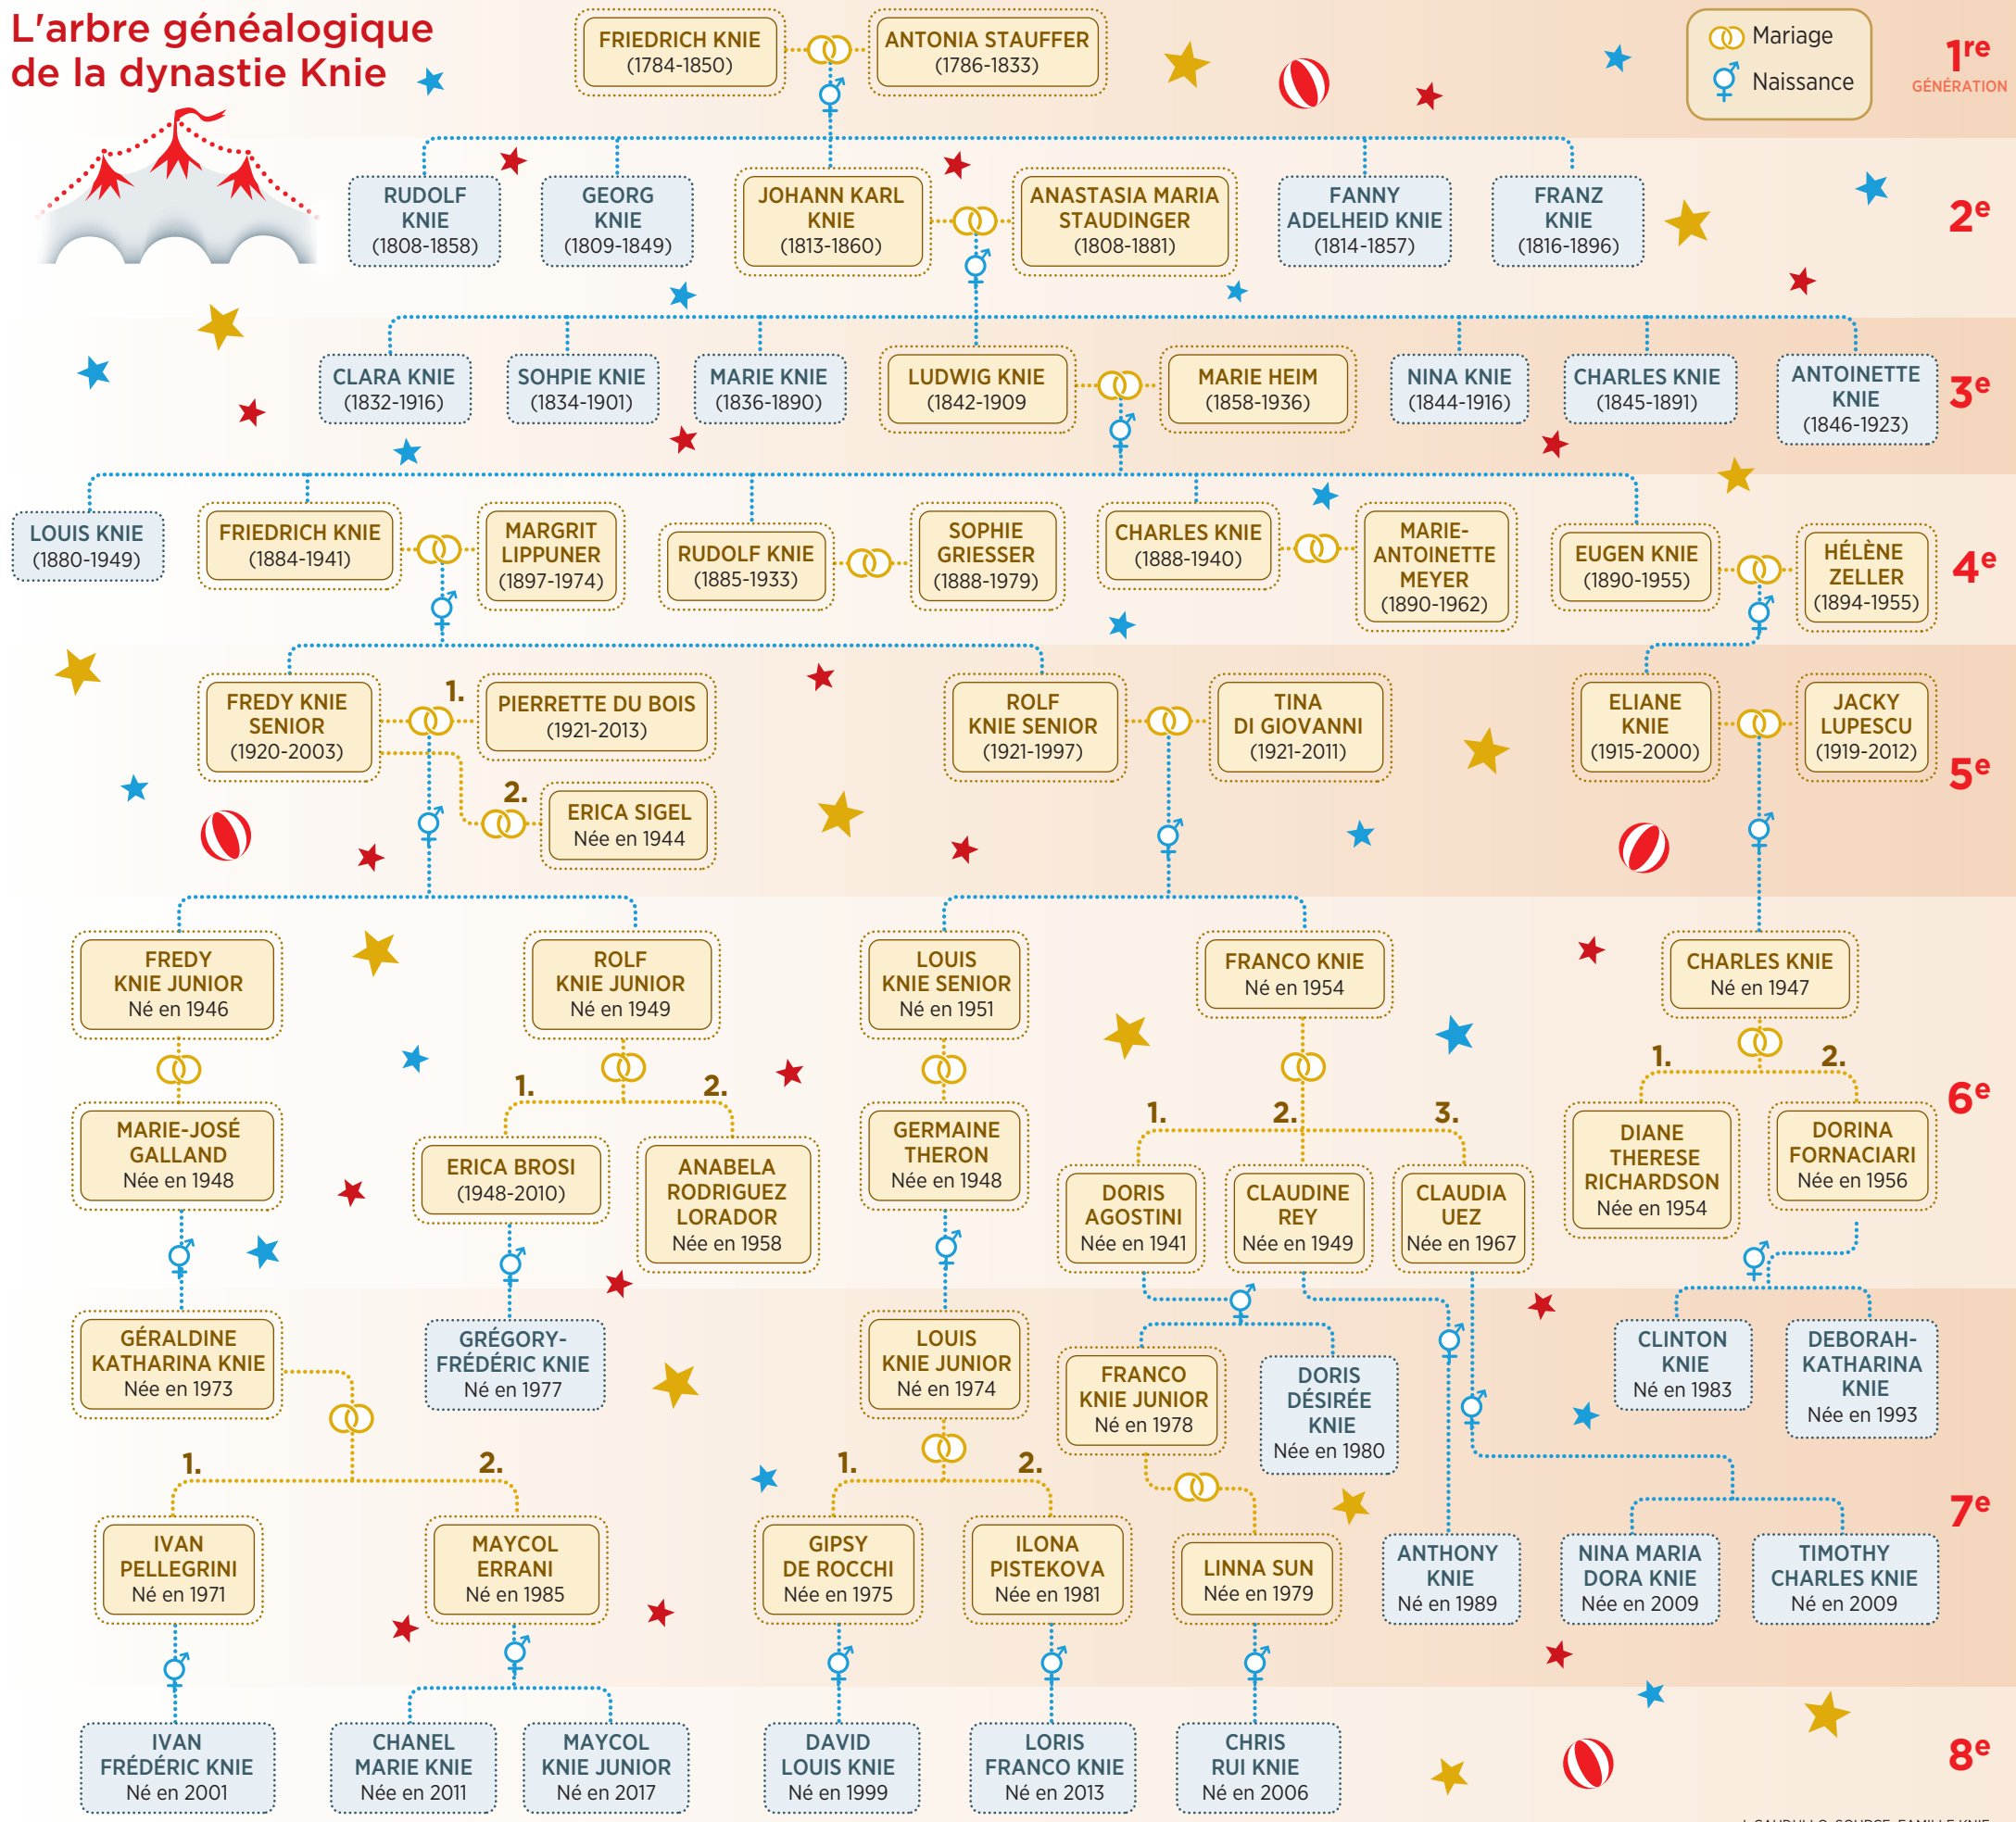 L'arbre généalogique
de la dynastie Knie
FRIEDRICH KNIE
(1784-1850)
ANTONIA STAUFFER
(1786-1833)
Mariage
Naissance
1re
GÉNÉRATION
RUDOLF
KNIE
(1808-1858)
GEORG
KNIE
(1809-1849)
JOHANN KARL
KNIE
(1813-1860)
ANASTASIA MARIA
STAUDINGER
(1808-1881)
FANNY
ADELHEID KNIE
(1814-1857)
FRANZ
KNIE
(1816-1896)
2e
CLARA KNIE
(1832-1916)
SOHPIE KNIE
(1834-1901)
MARIE KNIE
(1836-1890)
LUDWIG KNIE
(1842-1909
MARIE HEIM
(1858-1936)
NINA KNIE
(1844-1916)
CHARLES KNIE
(1845-1891)
ANTOINETTE
KNIE
(1846-1923)
3e
LOUIS KNIE
(1880-1949)
FRIEDRICH KNIE
(1884-1941)
MARGRIT
LIPPUNER
(1897-1974)
RUDOLF KNIE
(1885-1933)
SOPHIE
GRIESSER
(1888-1979)
CHARLES KNIE
(1888-1940)
MARIE-
ANTOINETTE
MEYER
(1890-1962)
EUGEN KNIE
(1890-1955)
HÉLÈNE
ZELLER
(1894-1955)
4e
FREDY KNIE
SENIOR
(1920-2003)
1.
PIERRETTE DU BOIS
(1921-2013)
2.
ERICA SIGEL
Née en 1944
ROLF
KNIE SENIOR
(1921-1997)
TINA
DI GIOVANNI
(1921-2011)
ELIANE
KNIE
(1915-2000)
JACKY
LUPESCU
(1919-2012)
5e
FREDY
KNIE JUNIOR
Né en 1946
ROLF
KNIE JUNIOR
Né en 1949
LOUIS
KNIE SENIOR
Né en 1951
FRANCO KNIE
Né en 1954
CHARLES KNIE
Né en 1947
MARIE-JOSÉ
GALLAND
Née en 1948
1.
2.
ERICA BROSI
(1948-2010)
ANABELA
RODRIGUEZ
LORADOR
Née en 1958
GERMAINE
THERON
Née en 1948
1.
2.
3.
DORIS
AGOSTINI
Née en 1941
CLAUDINE
REY
Née en 1949
CLAUDIA
UEZ
Née en 1967
1.
2.
DIANE
THERESE
RICHARDSON
Née en 1954
DORINA
FORNACIARI
Née en 1956
6e
GÉRALDINE
KATHARINA KNIE
Née en 1973
GRÉGORY-
FRÉDÉRIC KNIE
Né en 1977
LOUIS
KNIE JUNIOR
Né en 1974
FRANCO
KNIE JUNIOR
Né en 1978
DORIS
DÉSIRÉE
KNIE
Née en 1980
CLINTON
KNIE
Né en 1983
DEBORAH-
KATHARINA
KNIE
Née en 1993
1.
2.
IVAN
PELLEGRINI
Né en 1971
MAYCOL
ERRANI
Né en 1985
1.
2.
GIPSY
DE ROCCHI
Née en 1975
ILONA
PISTEKOVA
Née en 1981
LINNA SUN
Née en 1979
ANTHONY
KNIE
Né en 1989
NINA MARIA
DORA KNIE
Née en 2009
TIMOTHY
CHARLES KNIE
Né en 2009
7e
IVAN
FRÉDÉRIC KNIE
Né en 2001
CHANEL
MARIE KNIE
Née en 2011
MAYCOL
KNIE JUNIOR
Né en 2017
DAVID
LOUIS KNIE
Né en 1999
LORIS
FRANCO KNIE
Né en 2013
CHRIS
RUI KNIE
Né en 2006
8e